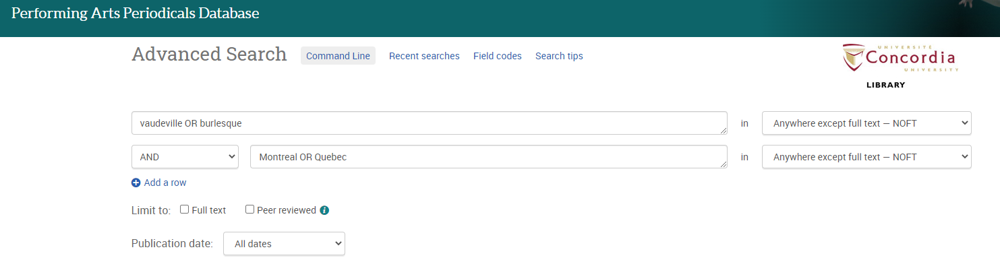 Performing Arts Periodicals Database
Advanced Search Command Line Recent searches Field codes Search tips
UNIVERSITÉ
Concordia
UNIVERSITY
LIBRARY
vaudeville OR burlesque in Anywhere except full text — NOFT
AND Montreal OR Quebec in Anywhere except full text — NOFT
Add a row
Limit to: Full text Peer reviewed i
Publication date: All dates